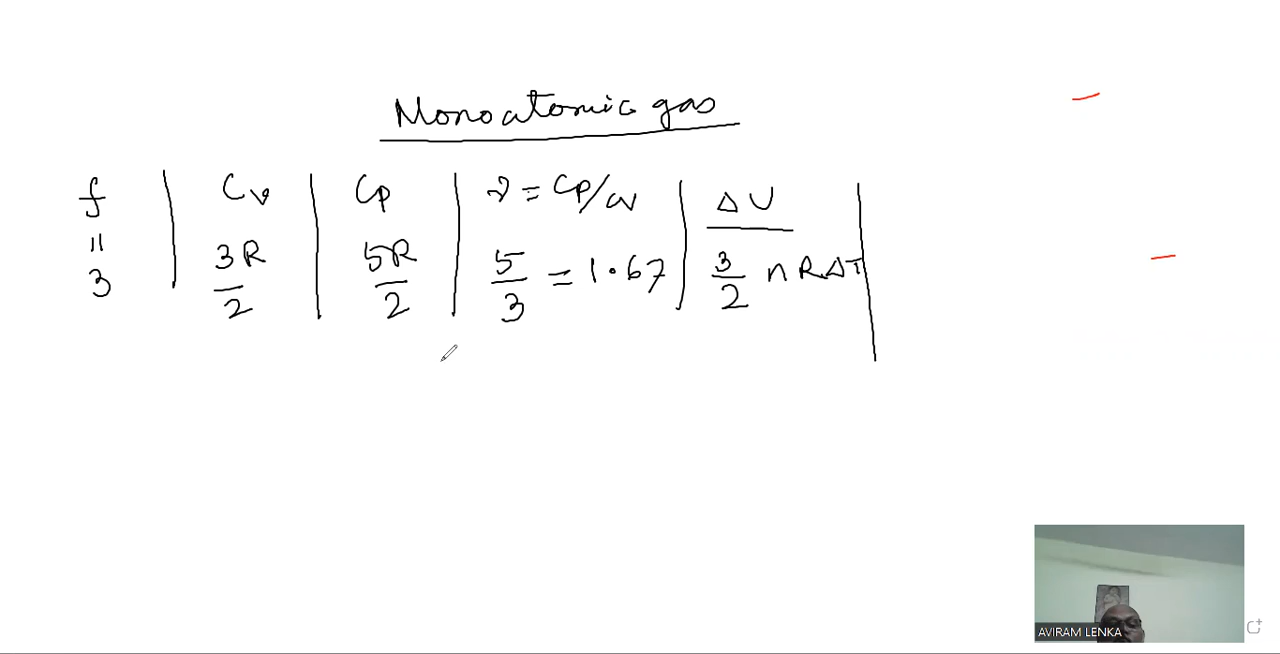 Monoatomic gas
f | Cv | Cp | γ = Cp/Cv | ΔU
= 3 | 3R/2 | 5R/2 | 5/3 = 1.67 | 3/2 n R ΔT
AVIRAM LENKA